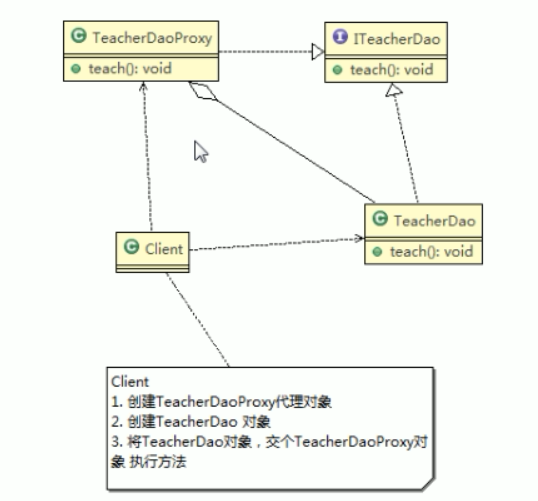 C TeacherDaoProxy
teach(): void
I ITeacherDao
teach(): void
C TeacherDao
teach(): void
C Client
Client
1. 创建TeacherDaoProxy代理对象
2. 创建TeacherDao 对象
3. 将TeacherDao对象，交个TeacherDaoProxy对
象 执行方法